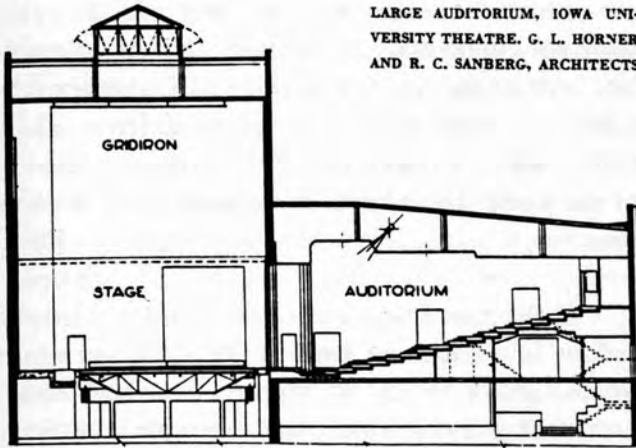 LARGE AUDITORIUM, IOWA UNI-
VERSITY THEATRE. G. L. HORNER
AND R. C. SANBERG, ARCHITECTS
GRIDIRON
STAGE
AUDITORIUM